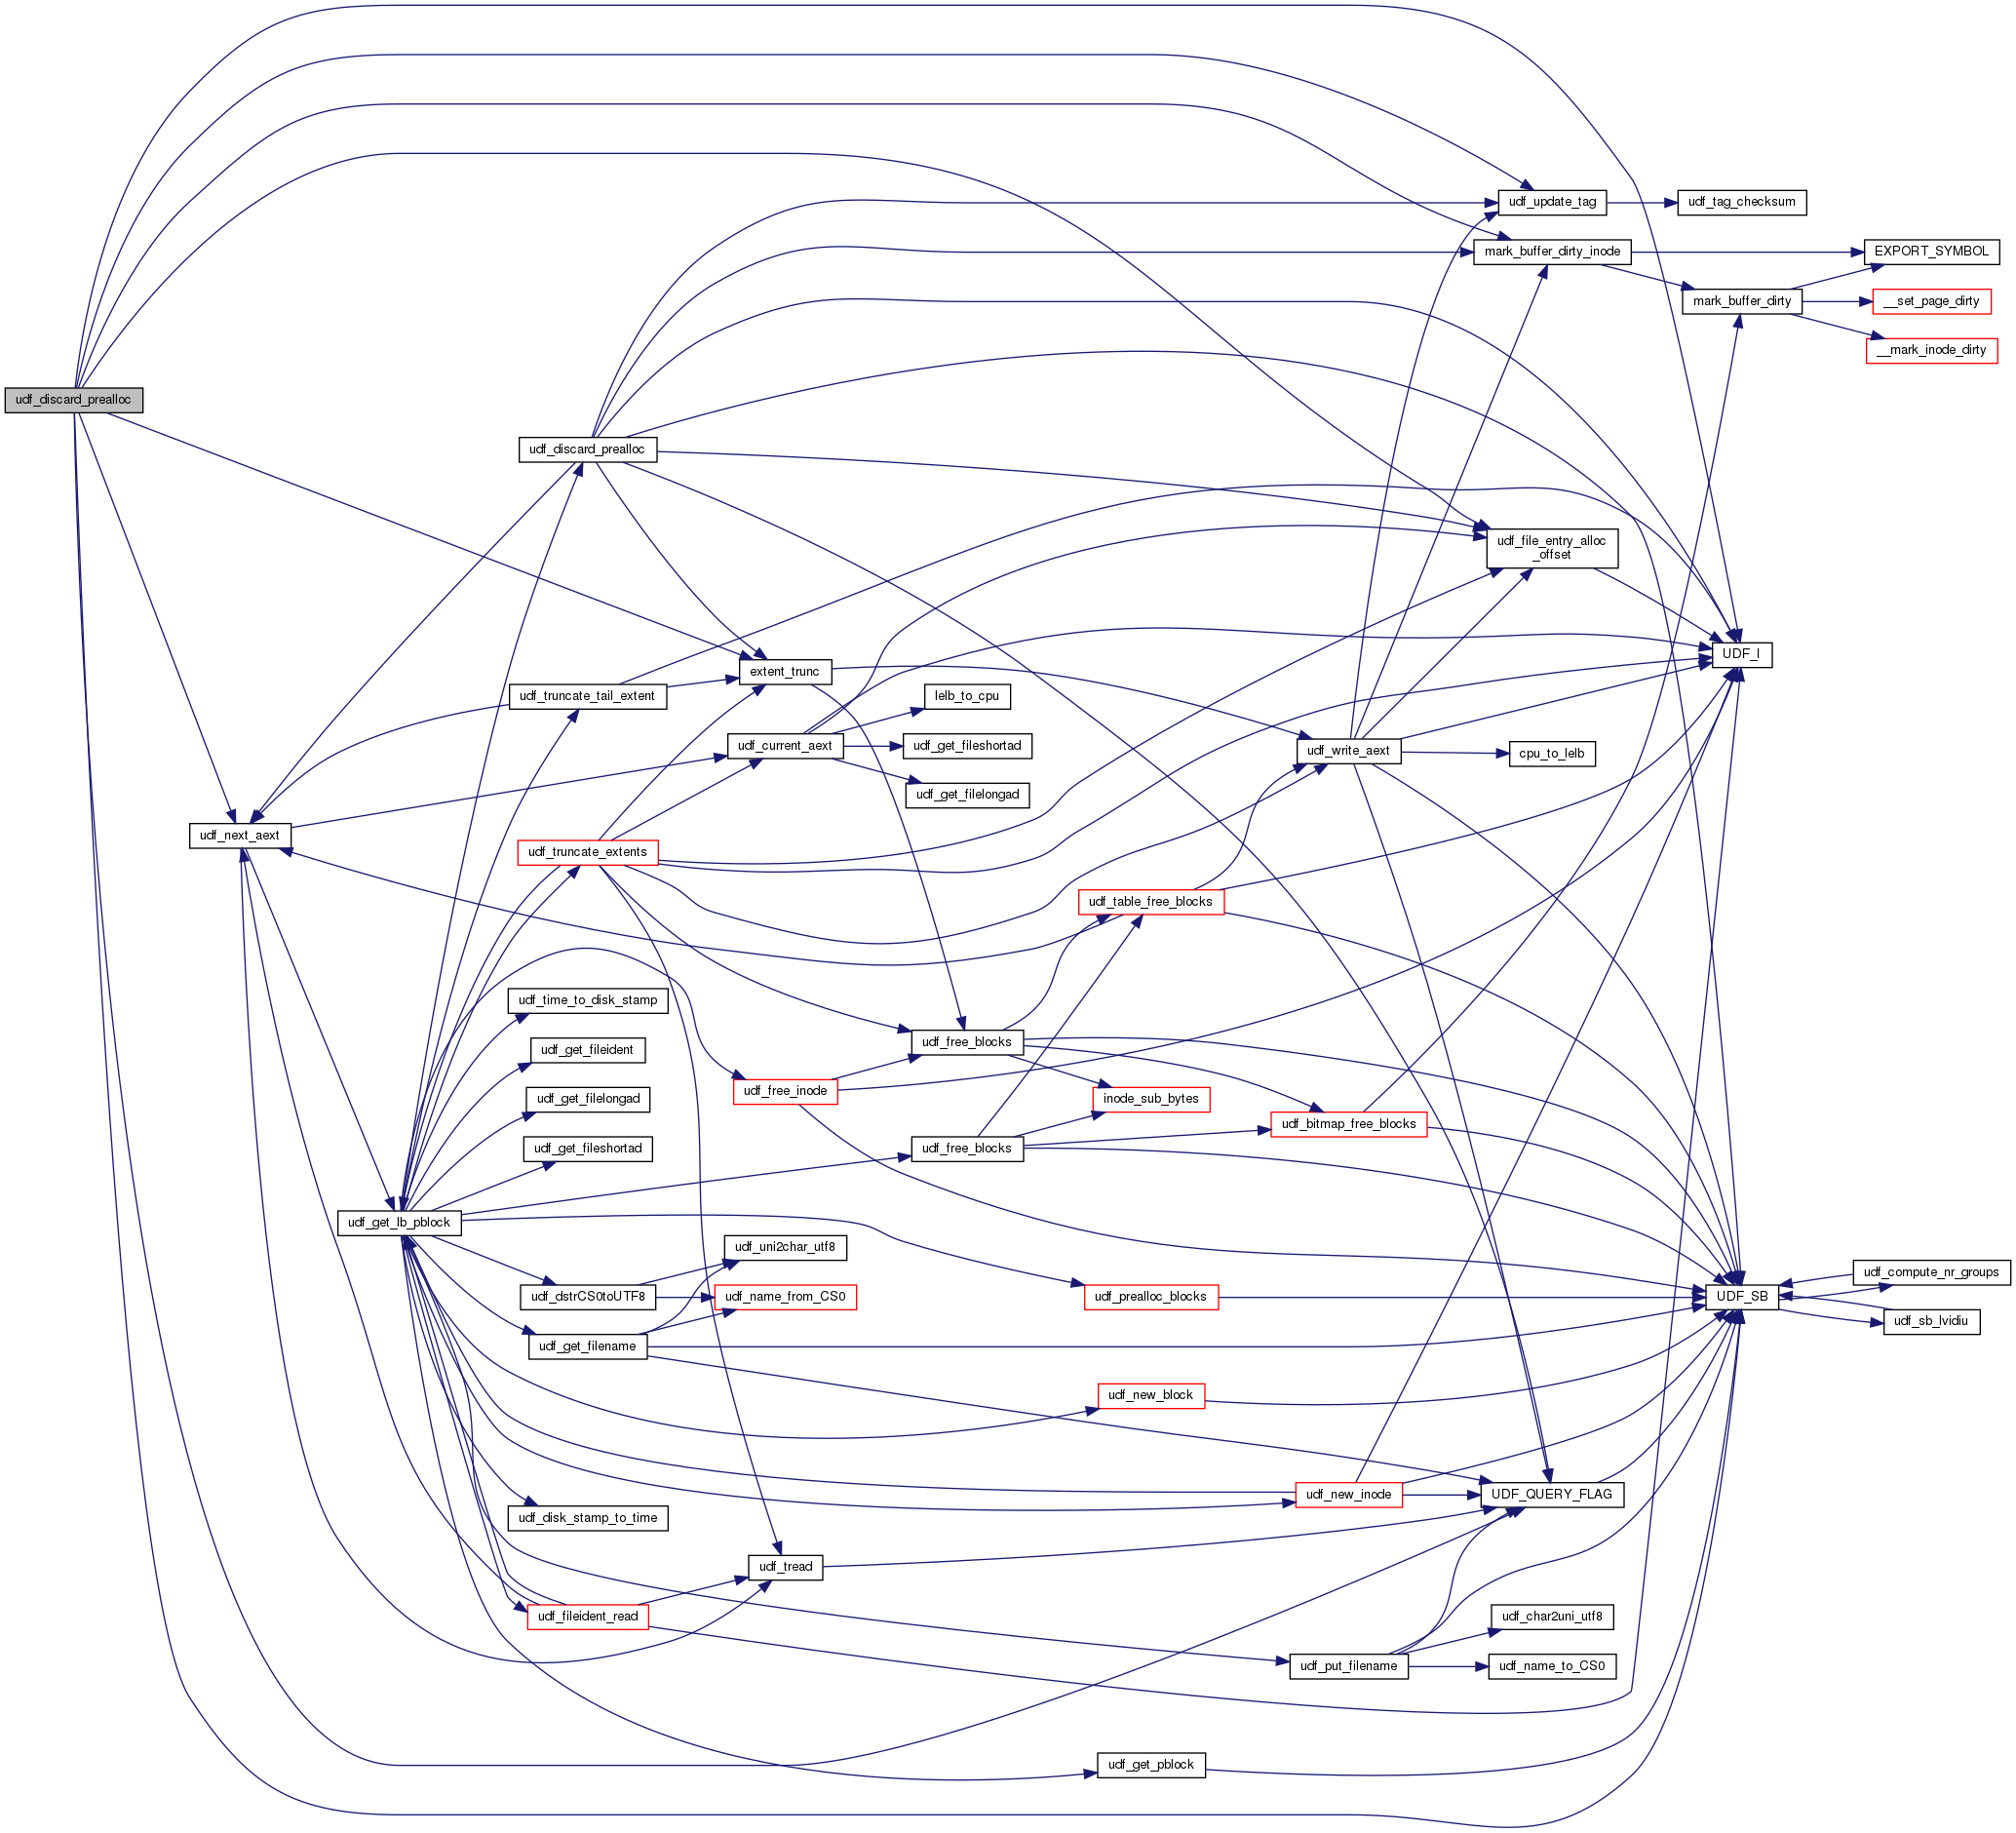 udf_update_tag
udf_tag_checksum
mark_buffer_dirty_inode
EXPORT_SYMBOL
mark_buffer_dirty
__set_page_dirty
__mark_inode_dirty
udf_discard_prealloc
udf_discard_prealloc
udf_file_entry_alloc
_offset
UDF_I
extent_trunc
udf_truncate_tail_extent
lelb_to_cpu
udf_current_aext
udf_get_fileshortad
udf_write_aext
cpu_to_lelb
udf_get_filelongad
udf_next_aext
udf_truncate_extents
udf_table_free_blocks
udf_time_to_disk_stamp
udf_free_blocks
udf_get_fileident
udf_free_inode
udf_get_filelongad
inode_sub_bytes
udf_bitmap_free_blocks
udf_get_fileshortad
udf_free_blocks
udf_get_lb_pblock
udf_uni2char_utf8
udf_compute_nr_groups
udf_dstrCS0toUTF8
udf_name_from_CS0
udf_prealloc_blocks
UDF_SB
udf_sb_lvidiu
udf_get_filename
udf_new_block
udf_new_inode
UDF_QUERY_FLAG
udf_disk_stamp_to_time
udf_tread
udf_fileident_read
udf_char2uni_utf8
udf_put_filename
udf_name_to_CS0
udf_get_pblock